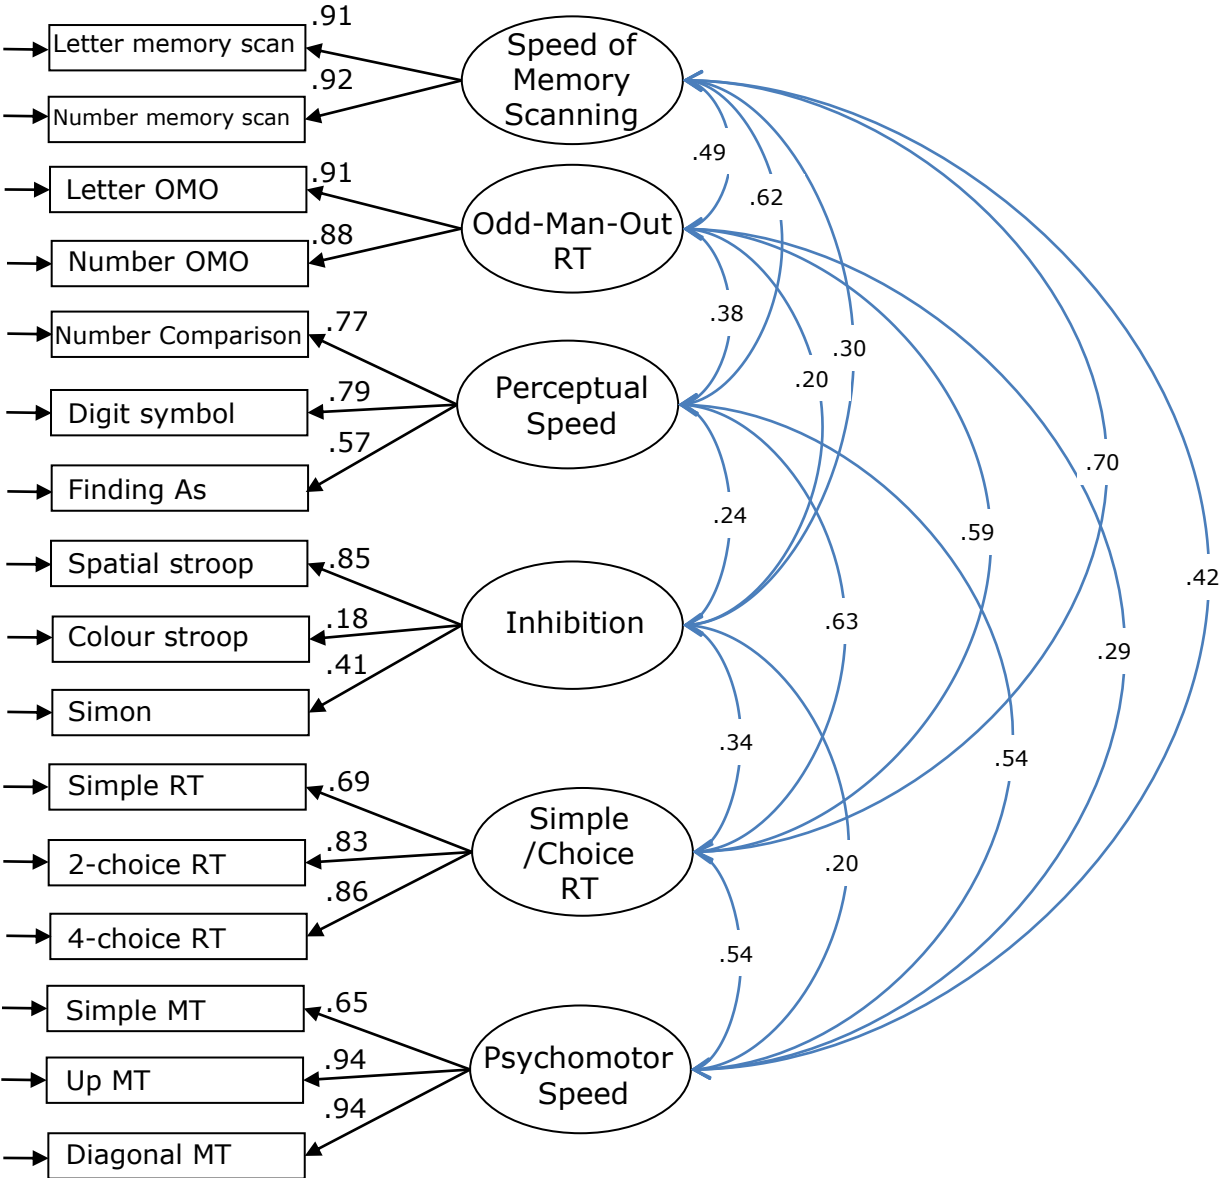 .91
Letter memory scan
.92
Number memory scan
Speed of
Memory
Scanning
.91
Letter OMO
.88
Number OMO
Odd-Man-Out
RT
.77
Number Comparison
.79
Digit symbol
.57
Finding As
Perceptual
Speed
.85
Spatial stroop
.18
Colour stroop
.41
Simon
Inhibition
.69
Simple RT
.83
2-choice RT
.86
4-choice RT
Simple
/Choice
RT
.65
Simple MT
.94
Up MT
.94
Diagonal MT
Psychomotor
Speed
.49
.62
.38
.30
.20
.70
.24
.59
.42
.63
.29
.34
.54
.20
.54